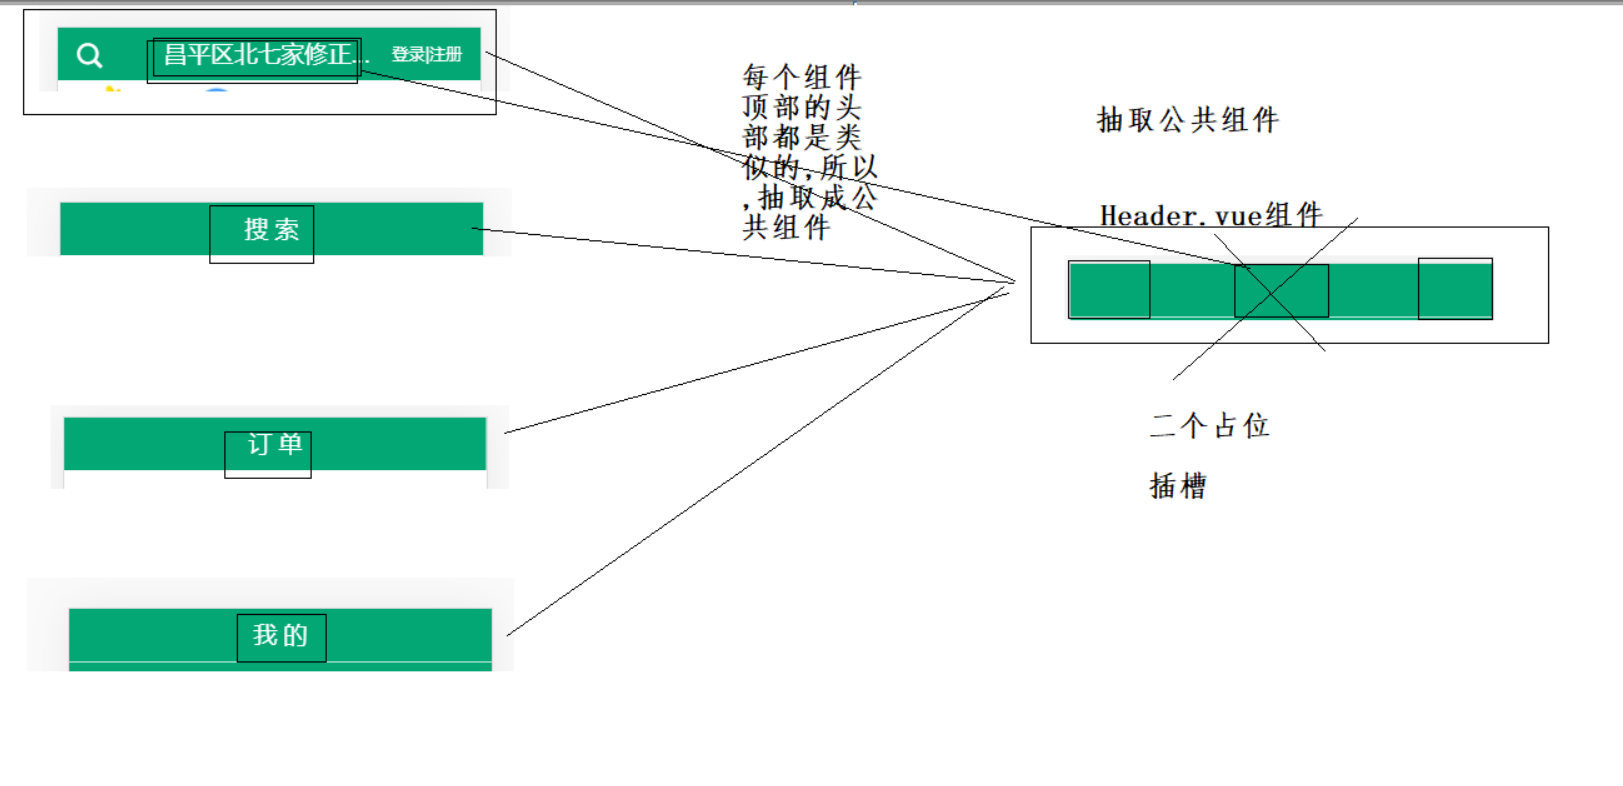 昌平区北七家修正... 登录|注册
搜索
订单
我的
每个组件
顶部的头
部都是类
似的,所以
,抽取成公
共组件
抽取公共组件
Header.vue组件
二个占位
插槽